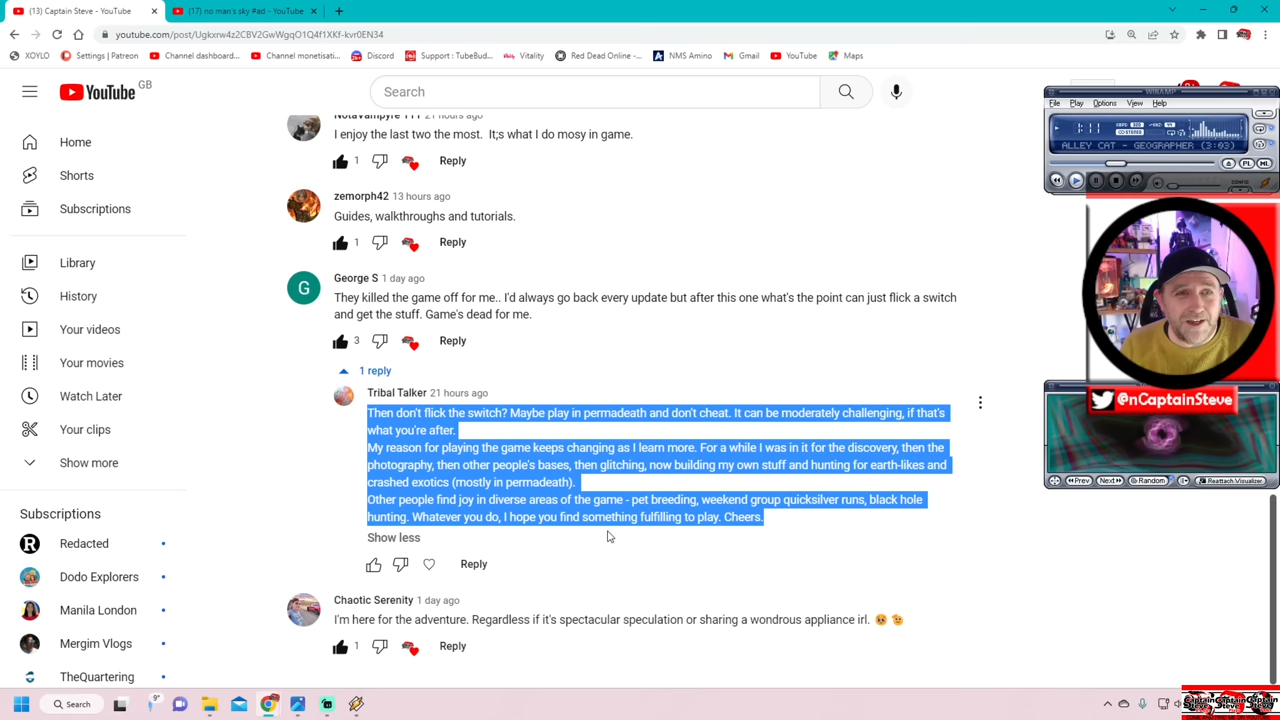 (13) Captain Steve - YouTube
(17) no man's sky #ad - YouTube
youtube.com/post/Ugkxrw4z2CBV2GwWgqO1Q4f1XKf-kvr0EN34
XOYLO
Settings | Patreon
Channel dashboard...
Channel monetisati...
Discord
Support : TubeBud...
Vitality
Red Dead Online -...
NMS Amino
Gmail
YouTube
Maps
YouTube GB
Search
Home
Shorts
Subscriptions
Library
History
Your videos
Your movies
Watch Later
Your clips
Show more
Subscriptions
Redacted
Dodo Explorers
Manila London
Mergim Vlogs
TheQuartering
NotaVampyre 111 21 hours ago
I enjoy the last two the most. It;s what I do mosy in game.
1 Reply
zemorph42 13 hours ago
Guides, walkthroughs and tutorials.
1 Reply
George S 1 day ago
G
They killed the game off for me.. I'd always go back every update but after this one what's the point can just flick a switch
and get the stuff. Game's dead for me.
3 Reply
1 reply
Tribal Talker 21 hours ago
Then don't flick the switch? Maybe play in permadeath and don't cheat. It can be moderately challenging, if that's
what you're after.
My reason for playing the game keeps changing as I learn more. For a while I was in it for the discovery, then the
photography, then other people's bases, then glitching, now building my own stuff and hunting for earth-likes and
crashed exotics (mostly in permadeath).
Other people find joy in diverse areas of the game - pet breeding, weekend group quicksilver runs, black hole
hunting. Whatever you do, I hope you find something fulfilling to play. Cheers.
Show less
Reply
Chaotic Serenity 1 day ago
I'm here for the adventure. Regardless if it's spectacular speculation or sharing a wondrous appliance irl.
1 Reply
WINAMP
File Play Options View Help
1:11
ALLEY CAT - GEOGRAPHER (3:03)
PL ML
@nCaptainSteve
Prev Next Random Reattach Visualizer
Search
9°
Captain Steve